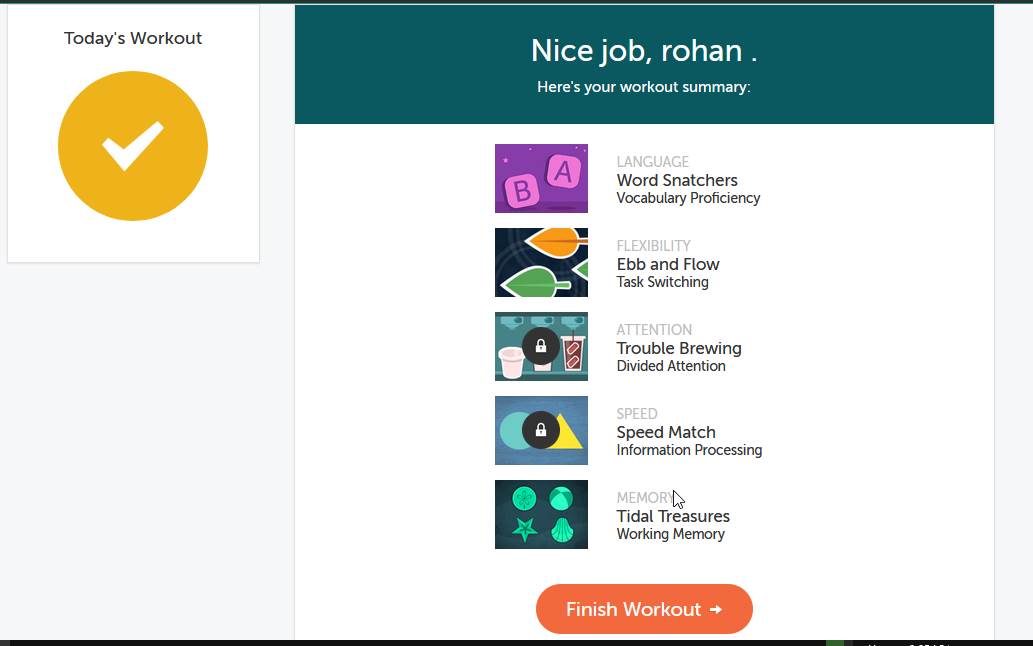 Today's Workout
Nice job, rohan .
Here's your workout summary:
B A
LANGUAGE
Word Snatchers
Vocabulary Proficiency
FLEXIBILITY
Ebb and Flow
Task Switching
ATTENTION
Trouble Brewing
Divided Attention
SPEED
Speed Match
Information Processing
MEMORY
Tidal Treasures
Working Memory
Finish Workout →